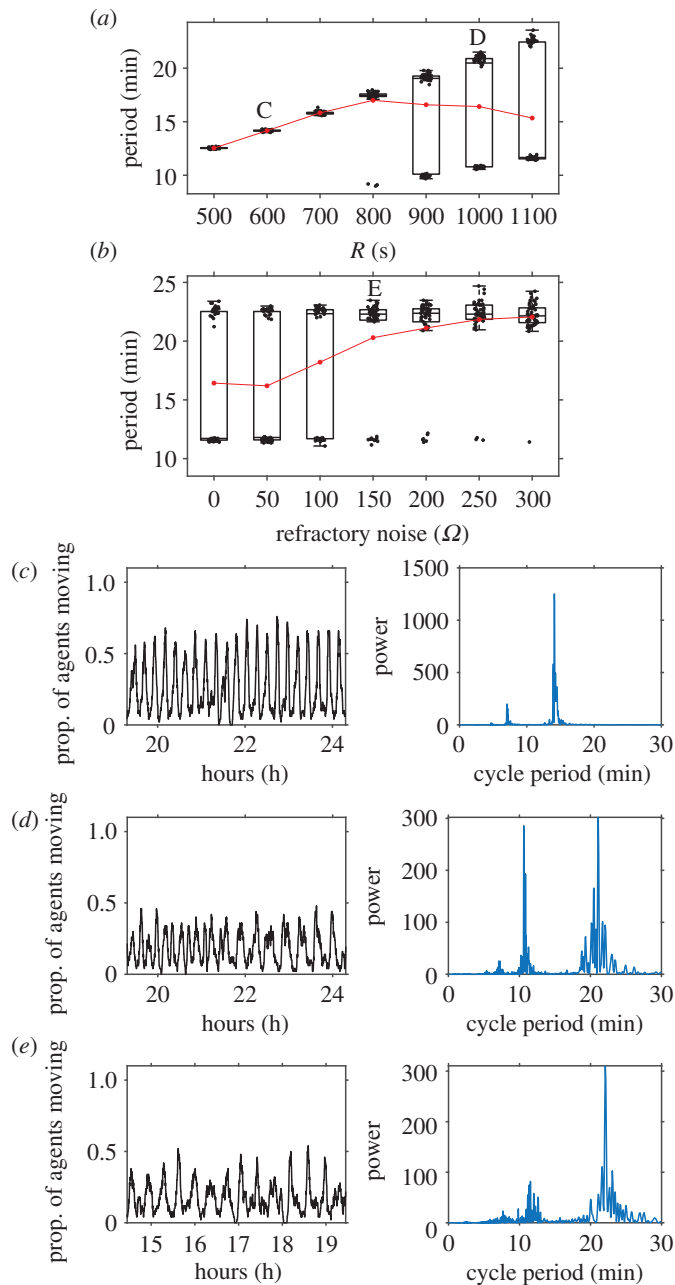 (a)
period (min)
20
15
10
C
D
500 600 700 800 900 1000 1100
R (s)
(b)
period (min)
25
20
15
10
E
0 50 100 150 200 250 300
refractory noise (Ω)
(c)
prop. of agents moving
1.0
0.5
0
20 22 24
hours (h)
power
1500
1000
500
0
0 10 20 30
cycle period (min)
(d)
prop. of agents moving
1.0
0.5
0
20 22 24
hours (h)
power
300
200
100
0
0 10 20 30
cycle period (min)
(e)
prop. of agents moving
1.0
0.5
0
15 16 17 18 19
hours (h)
power
300
200
100
0
0 10 20 30
cycle period (min)